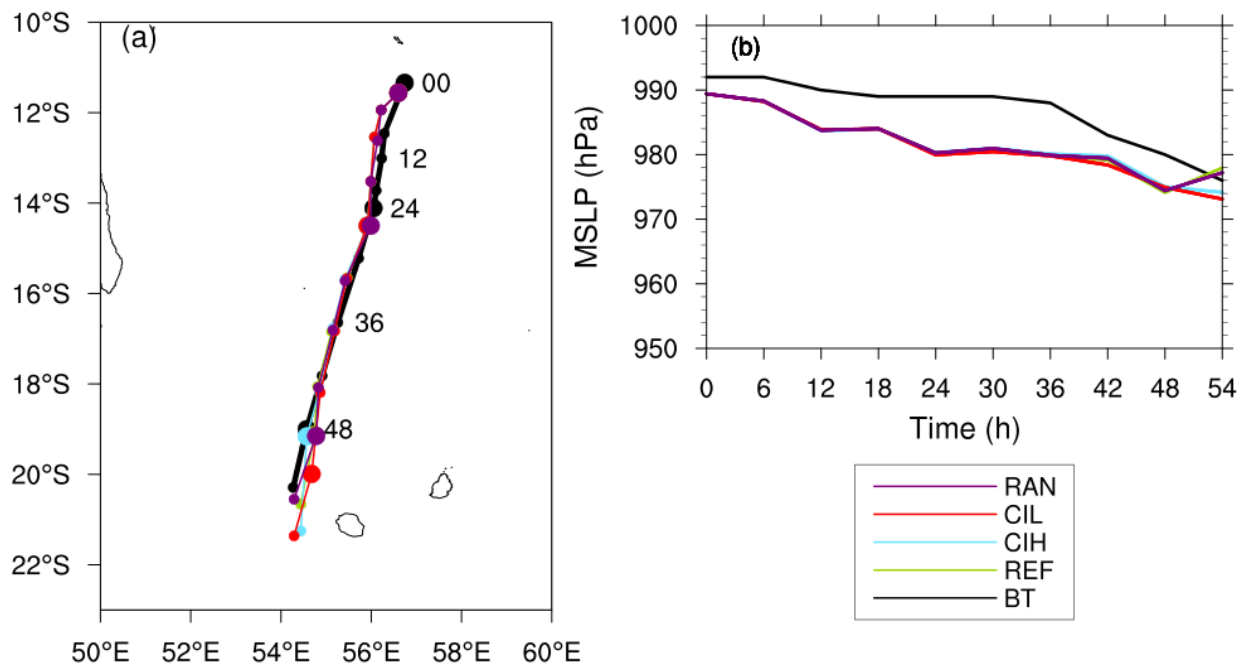 (a)
10°S
12°S
14°S
16°S
18°S
20°S
22°S
00
12
24
36
48
50°E 52°E 54°E 56°E 58°E 60°E
(b)
MSLP (hPa)
1000
990
980
970
960
950
0 6 12 18 24 30 36 42 48 54
Time (h)
RAN
CIL
CIH
REF
BT